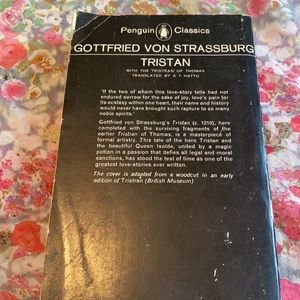 Penguin Classics
GOTTFRIED VON STRASSBURG
TRISTAN
WITH THE 'TRISTRAN' OF THOMAS
TRANSLATED BY A. T. HATTO
'If the two of whom this love-story tells had not
endured sorrow for the sake of joy, love's pain for
its ecstasy within one heart, their name and history
would never have brought such rapture to so many
noble spirits.'
Gottfried von Strassburg's Tristan (c. 1210), here
completed with the surviving fragments of the
earlier Tristran of Thomas, is a masterpiece of
formal artistry. This tale of the hero Tristran and
the beautiful Queen Isolde, united by a magic
potion in a passion that defies all legal and moral
sanctions, has stood the test of time as one of the
greatest love-stories ever written.
The cover is adapted from a woodcut in an early
edition of Tristran (British Museum)